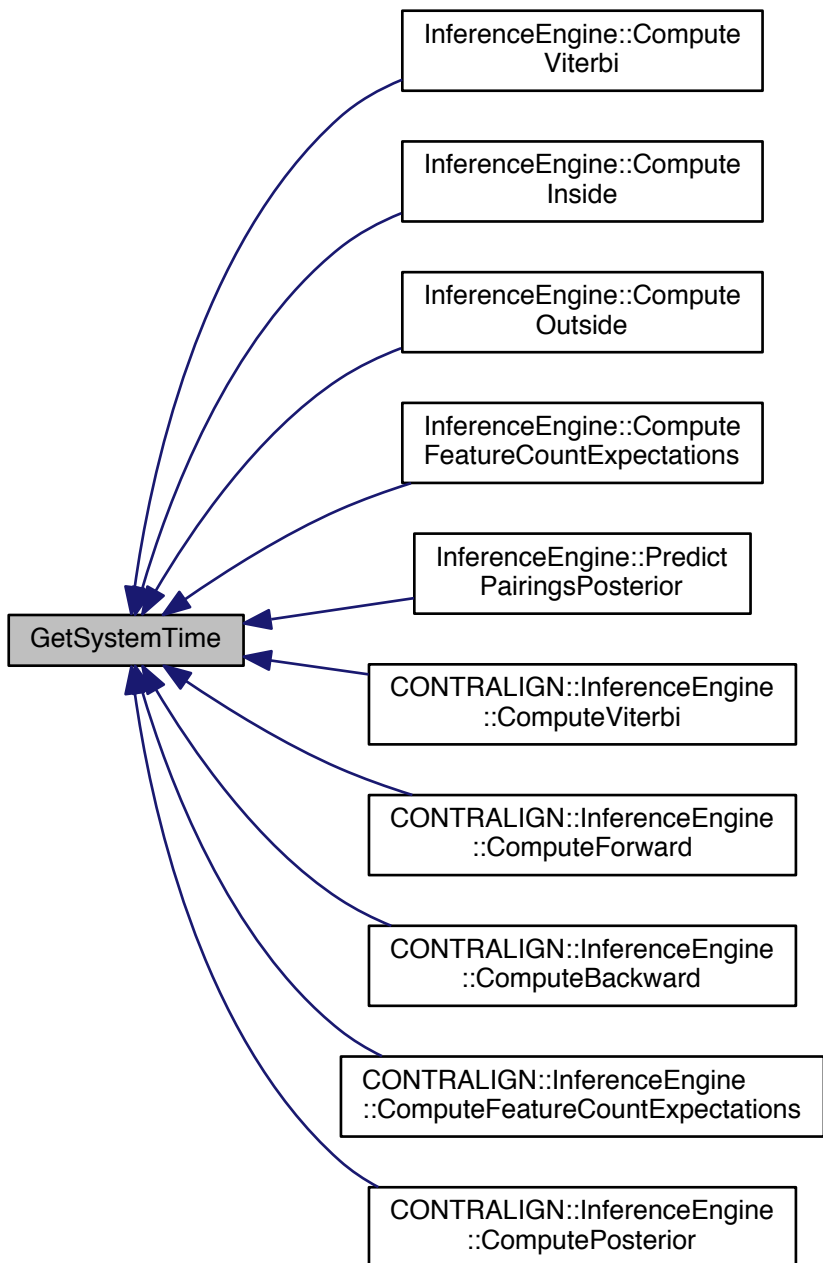 InferenceEngine::Compute
Viterbi
InferenceEngine::Compute
Inside
InferenceEngine::Compute
Outside
InferenceEngine::Compute
FeatureCountExpectations
InferenceEngine::Predict
PairingsPosterior
GetSystemTime
CONTRALIGN::InferenceEngine
::ComputeViterbi
CONTRALIGN::InferenceEngine
::ComputeForward
CONTRALIGN::InferenceEngine
::ComputeBackward
CONTRALIGN::InferenceEngine
::ComputeFeatureCountExpectations
CONTRALIGN::InferenceEngine
::ComputePosterior